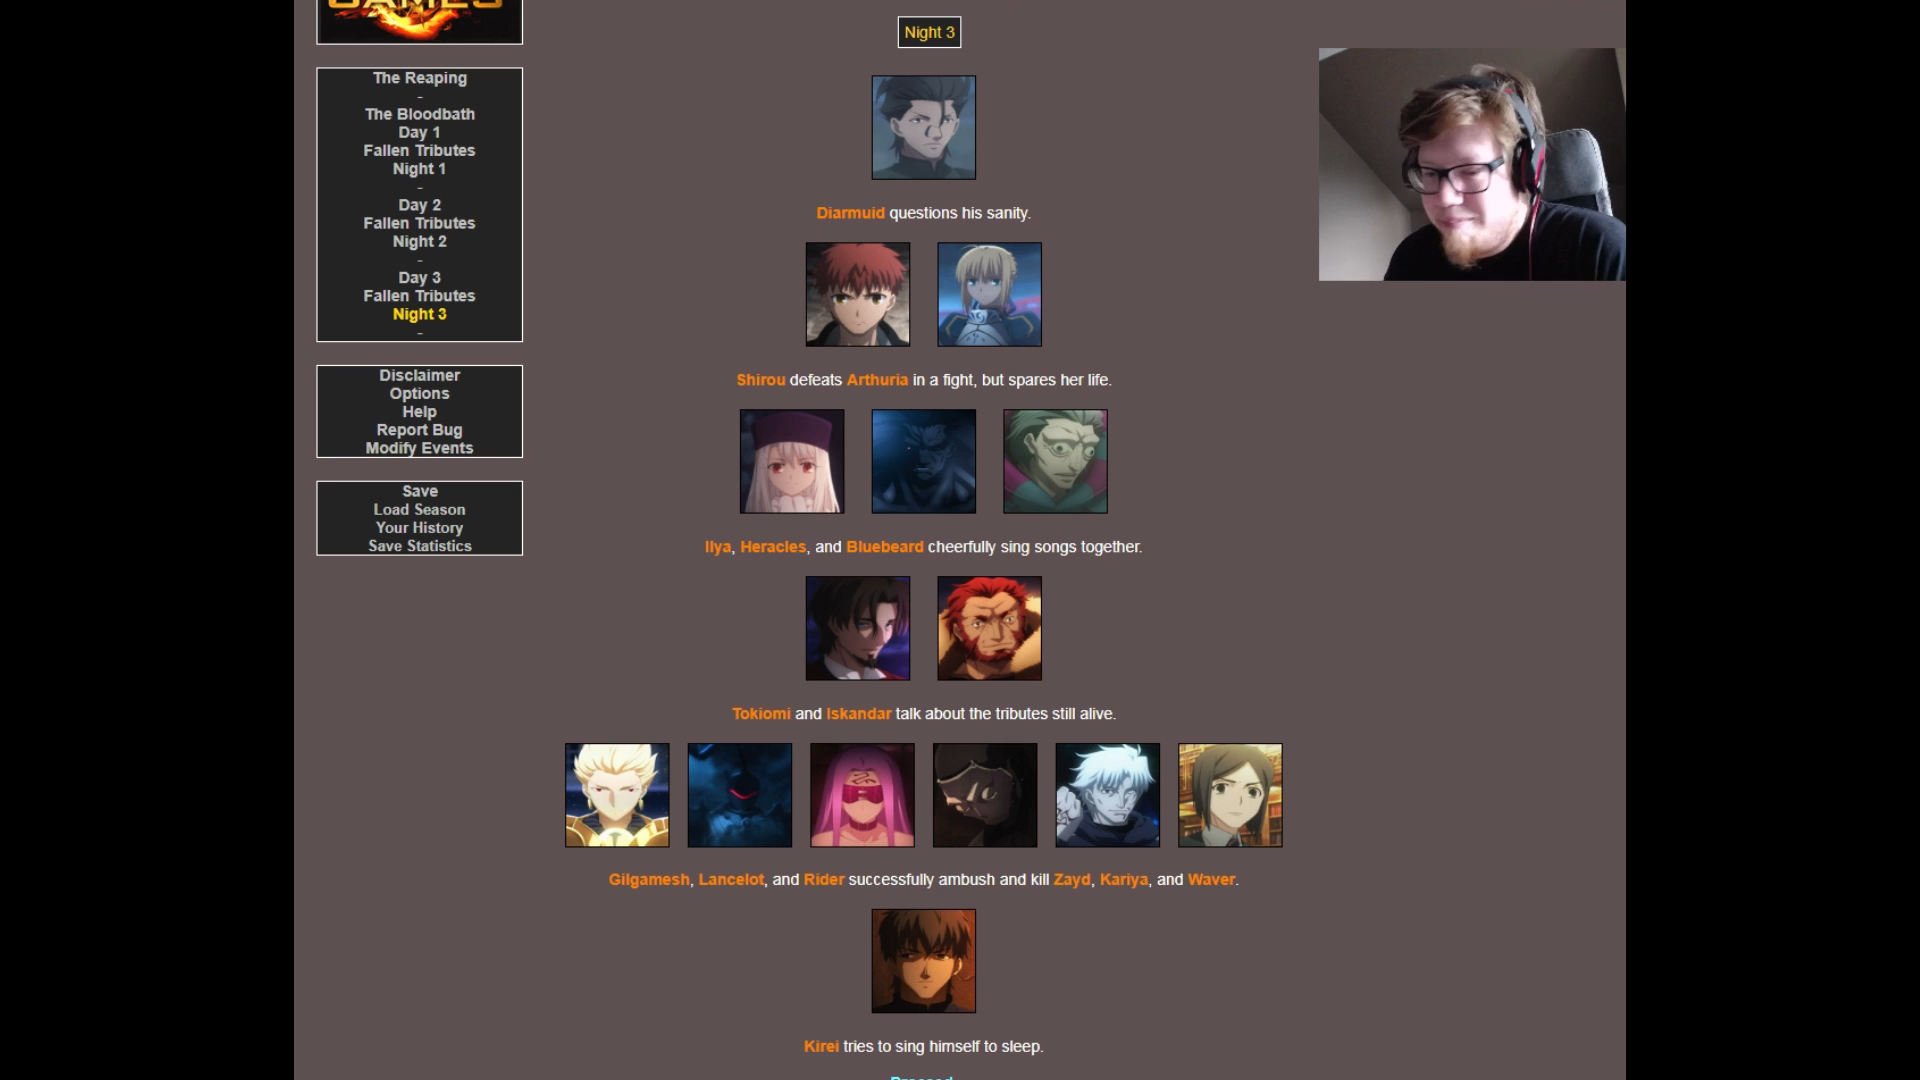 GAMES
The Reaping
-
The Bloodbath
Day 1
Fallen Tributes
Night 1
-
Day 2
Fallen Tributes
Night 2
-
Day 3
Fallen Tributes
Night 3
-
Disclaimer
Options
Help
Report Bug
Modify Events
Save
Load Season
Your History
Save Statistics
Night 3
Diarmuid questions his sanity.
Shirou defeats Arthuria in a fight, but spares her life.
Ilya, Heracles, and Bluebeard cheerfully sing songs together.
Tokiomi and Iskandar talk about the tributes still alive.
Gilgamesh, Lancelot, and Rider successfully ambush and kill Zayd, Kariya, and Waver.
Kirei tries to sing himself to sleep.
Proceed